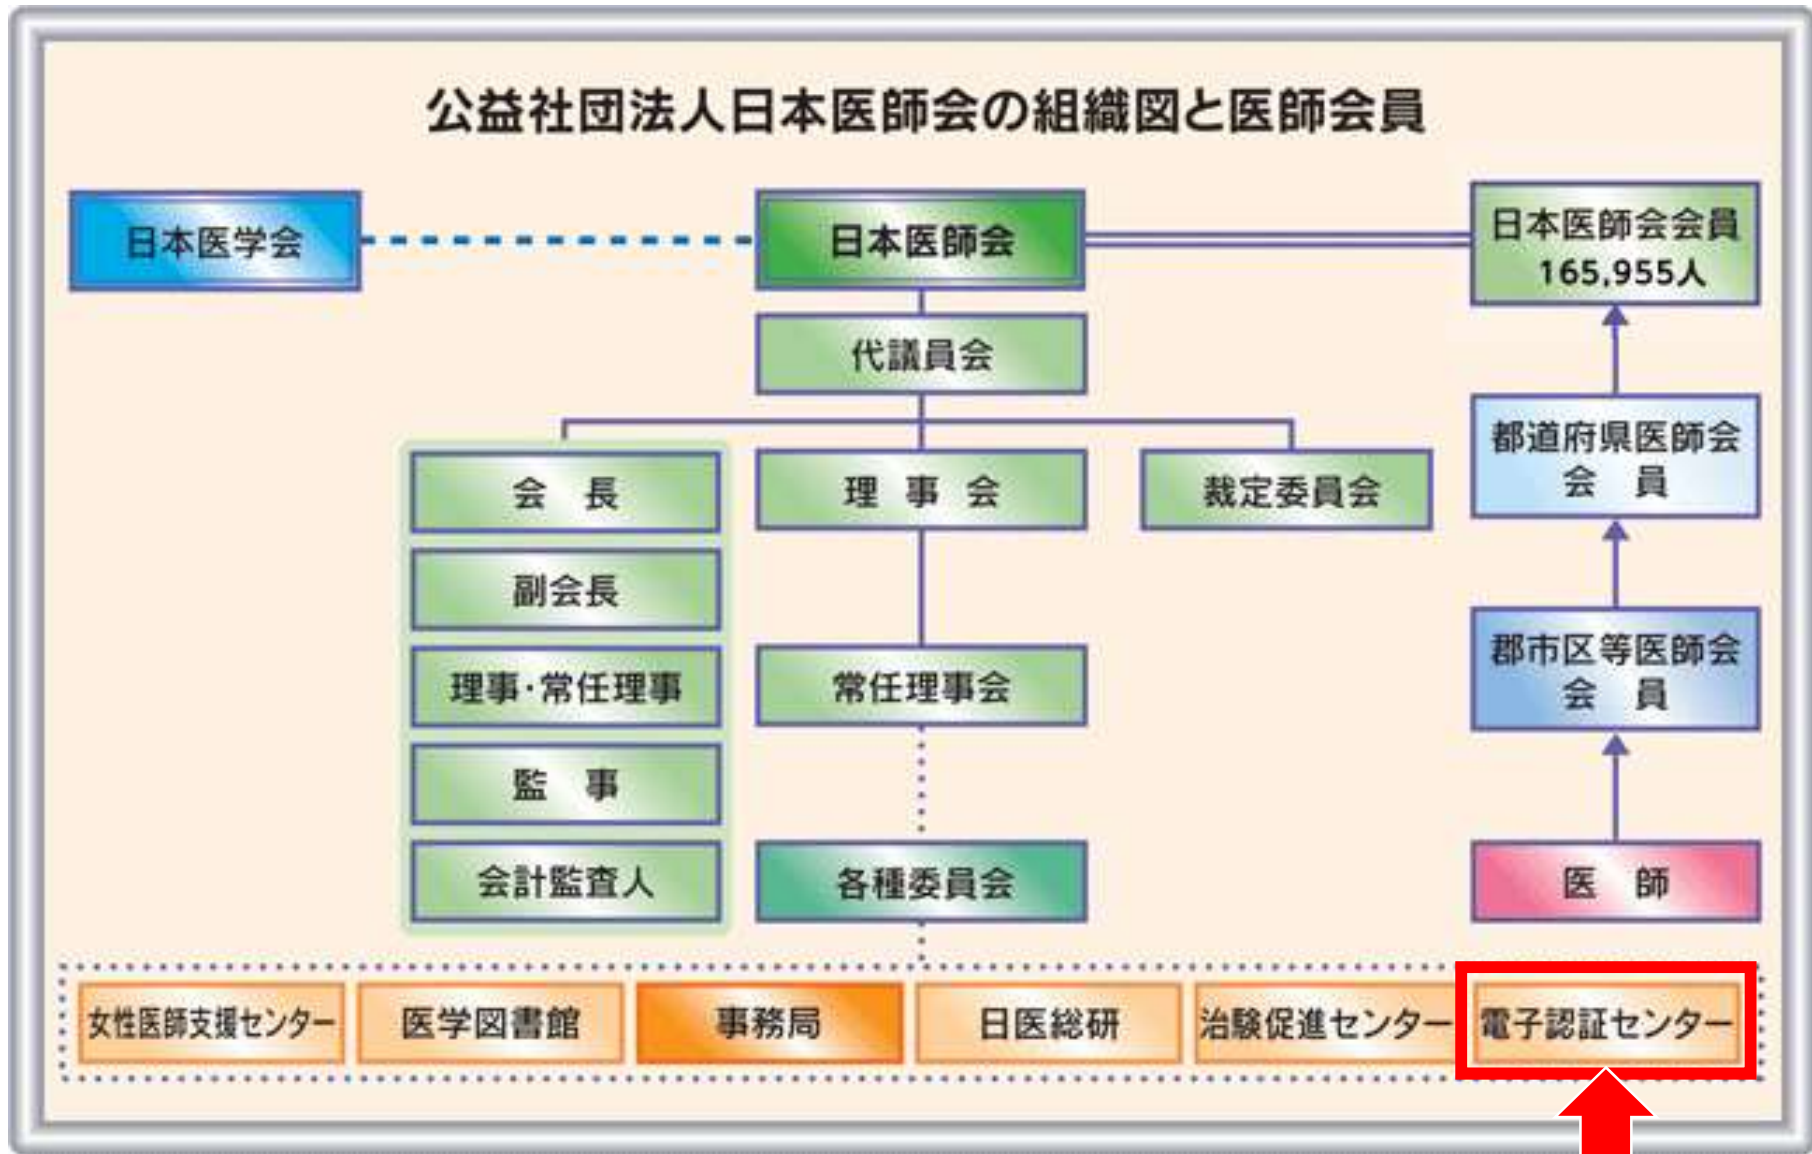 公益社団法人日本医師会の組織図と医師会員
日本医学会
日本医師会
日本医師会会員
165,955人
代議員会
会 長
理 事 会
裁定委員会
都道府県医師会
会 員
副会長
理事・常任理事
常任理事会
郡市区等医師会
会 員
監 事
会計監査人
各種委員会
医 師
女性医師支援センター
医学図書館
事務局
日医総研
治験促進センター
電子認証センター